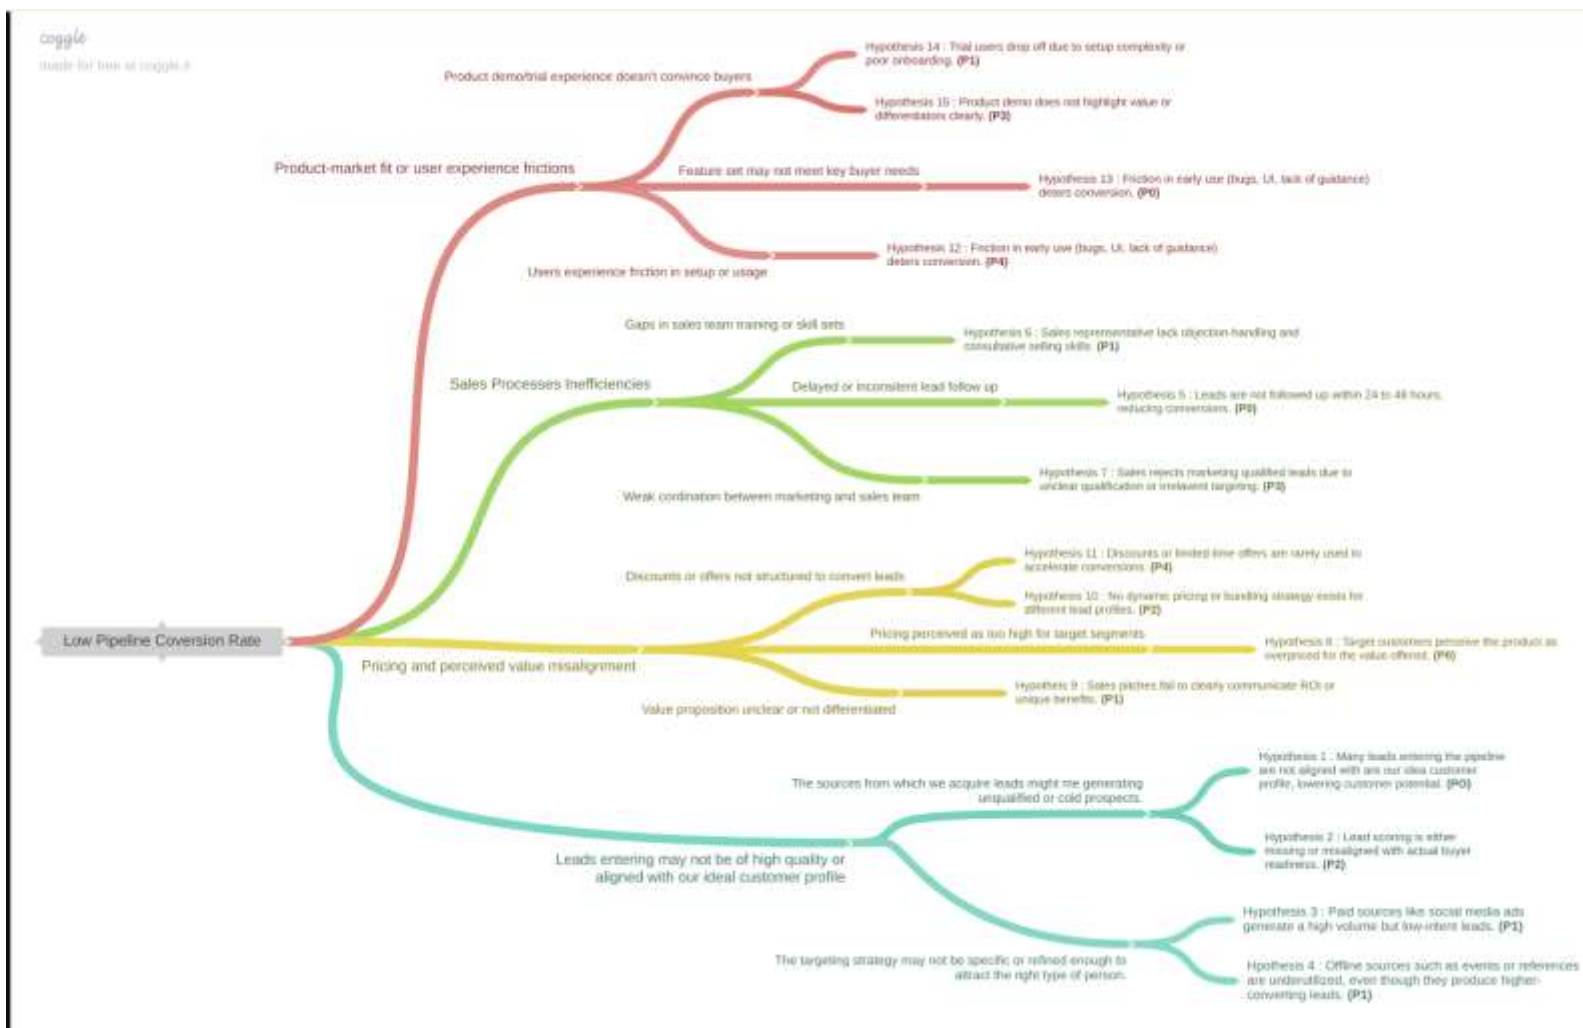 coggle
made for free at coggle.it
Hypothesis 14 : Trial users drop off due to setup complexity or
poor onboarding. (P1)
Product demo/trial experience doesn't convince buyers
Hypothesis 15 : Product demo does not highlight value or
differentiators clearly. (P3)
Product-market fit or user experience frictions
Feature set may not meet key buyer needs
Hypothesis 13 : Friction in early use (bugs, UI, lack of guidance)
deters conversion. (P0)
Hypothesis 12 : Friction in early use (bugs, UI, lack of guidance)
deters conversion. (P4)
Users experience friction in setup or usage
Gaps in sales team training or skill sets
Hypothesis 6 : Sales representative lack objection-handling and
consultative selling skills. (P1)
Sales Processes Inefficiencies
Delayed or inconsitent lead follow up
Hypothesis 5 : Leads are not followed up within 24 to 48 hours,
reducing conversions. (P0)
Hypothesis 7 : Sales rejects marketing qualified leads due to
unclear qualification or irrelavent targeting. (P3)
Weak cordination between marketing and sales team
Hypothesis 11 : Discounts or limited-time offers are rarely used to
accelerate conversions. (P4)
Discounts or offers not structured to convert leads
Hypothesis 10 : No dynamic pricing or bundling strategy exists for
different lead profiles. (P2)
Pricing perceived as too high for target segments
Hypothesis 8 : Target customers perceive the product as
overpriced for the value offered.
Low Pipeline Coversion Rate
Pricing and perceived value misalignment
Hypotheis 9 : Sales pitches fail to clearly communicate ROI or
unique benefits. (P1)
Value proposition unclear or not differentiated
Hypothesis 1 : Many leads entering the pipeline
are not aligned with are our idea customer
profile, lowering customer potential. (PO)
The sources from which we acquire leads might me generating
unqualified or cold prospects.
Hypothesis 2 : Lead scoring is either
missing or misaligned with actual buyer
readiness. (P2)
Leads entering may not be of high quality or
aligned with our ideal customer profile
Hypothesis 3 : Paid sources like social media ads
generate a high volume but low-intent leads. (P1)
The targeting strategy may not be specific or refined enough to
attract the right type of person.
Hpothesis 4 : Offline sources such as events or references
are underutilized, even though they produce higher-
converting leads. (P1)